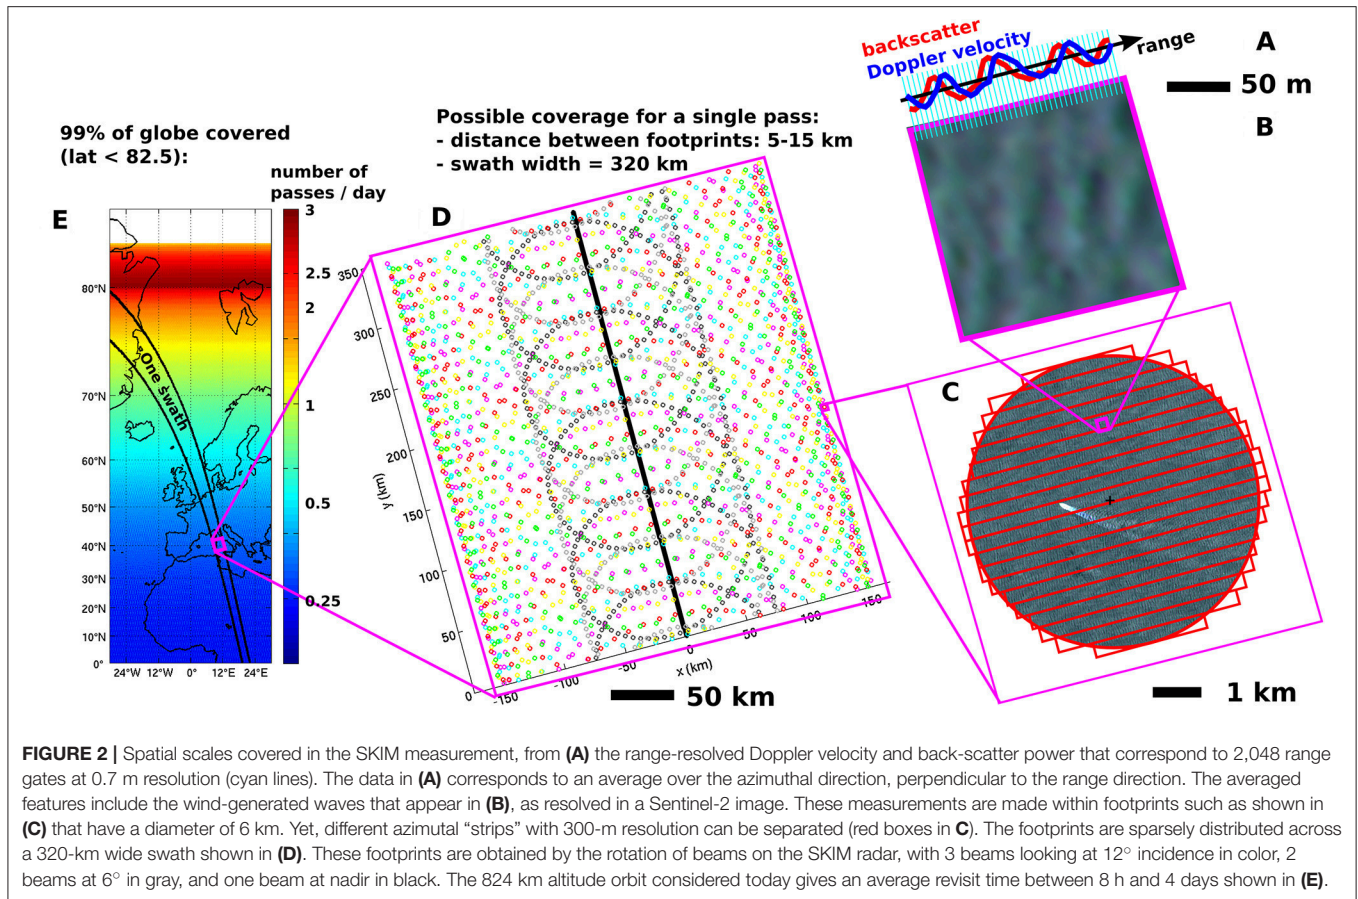 backscatter
Doppler velocity
range
A
50 m
B
99% of globe covered
(lat < 82.5):
Possible coverage for a single pass:
- distance between footprints: 5-15 km
- swath width = 320 km
number of
passes / day
E
3
2.5
2
1
0.5
0.25
80°N
70°N
60°N
50°N
40°N
30°N
20°N
10°N
0°
24°W 12°W 0° 12°E 24°E
One swath
D
350
300
250
200
150
100
50
0
y (km)
-150 -100 -50 0 50 100 150
x (km)
50 km
C
1 km
FIGURE 2 | Spatial scales covered in the SKIM measurement, from (A) the range-resolved Doppler velocity and back-scatter power that correspond to 2,048 range
gates at 0.7 m resolution (cyan lines). The data in (A) corresponds to an average over the azimuthal direction, perpendicular to the range direction. The averaged
features include the wind-generated waves that appear in (B), as resolved in a Sentinel-2 image. These measurements are made within footprints such as shown in
(C) that have a diameter of 6 km. Yet, different azimutal “strips” with 300-m resolution can be separated (red boxes in C). The footprints are sparsely distributed across
a 320-km wide swath shown in (D). These footprints are obtained by the rotation of beams on the SKIM radar, with 3 beams looking at 12° incidence in color, 2
beams at 6° in gray, and one beam at nadir in black. The 824 km altitude orbit considered today gives an average revisit time between 8 h and 4 days shown in (E).